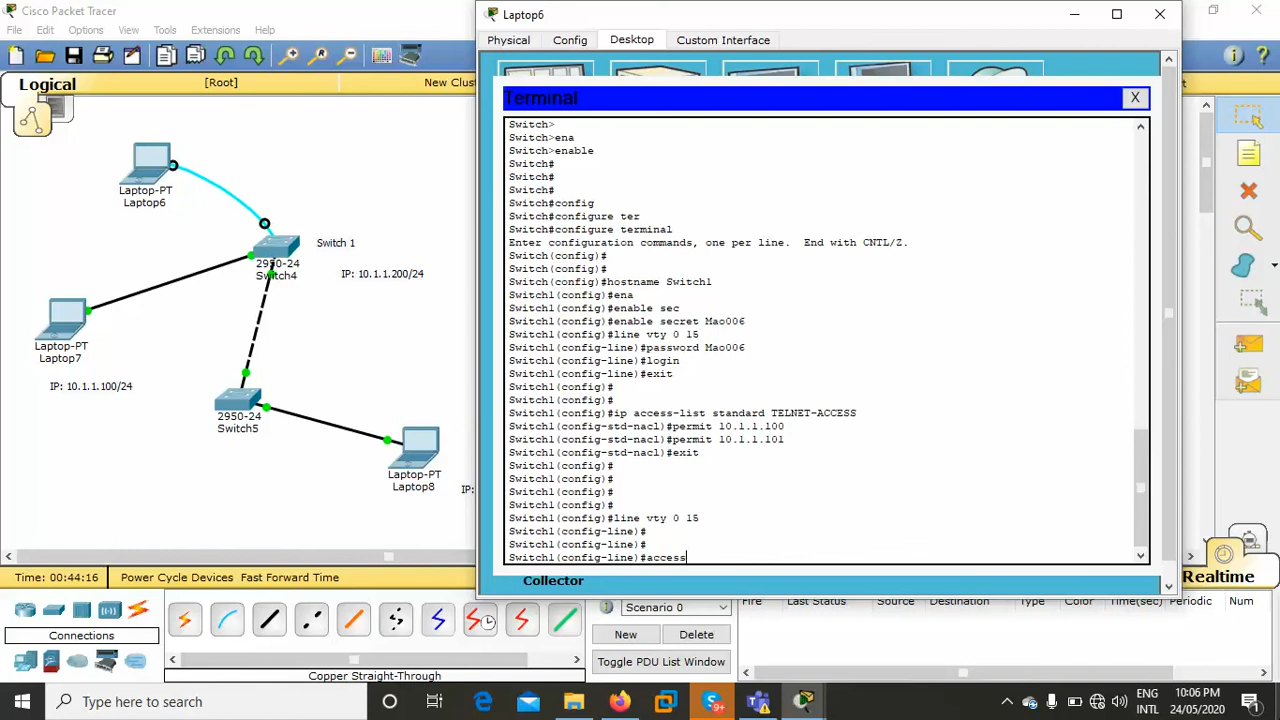 Cisco Packet Tracer
File Edit Options View Tools Extensions Help
Logical
[Root]
New Clus
Laptop-PT
Laptop6
Switch 1
2950-24
Switch4
IP: 10.1.1.200/24
Laptop-PT
Laptop7
IP: 10.1.1.100/24
2950-24
Switch5
Laptop-PT
Laptop8
IP:
Time: 00:44:16 Power Cycle Devices Fast Forward Time
Connections
Copper Straight-Through
Laptop6
Physical Config Desktop Custom Interface
Terminal
X
Switch>
Switch>ena
Switch>enable
Switch#
Switch#
Switch#
Switch#config
Switch#configure ter
Switch#configure terminal
Enter configuration commands, one per line. End with CNTL/Z.
Switch(config)#
Switch(config)#
Switch(config)#hostname Switch1
Switch1(config)#ena
Switch1(config)#enable sec
Switch1(config)#enable secret Mao006
Switch1(config)#line vty 0 15
Switch1(config-line)#password Mao006
Switch1(config-line)#login
Switch1(config-line)#exit
Switch1(config)#
Switch1(config)#
Switch1(config)#ip access-list standard TELNET-ACCESS
Switch1(config-std-nacl)#permit 10.1.1.100
Switch1(config-std-nacl)#permit 10.1.1.101
Switch1(config-std-nacl)#exit
Switch1(config)#
Switch1(config)#
Switch1(config)#
Switch1(config)#
Switch1(config)#line vty 0 15
Switch1(config-line)#
Switch1(config-line)#
Switch1(config-line)#access
Collector
Realtime
Scenario 0
New Delete
Toggle PDU List Window
Fire Last Status Source Destination Type Color Time(sec) Periodic Num
Type here to search
9+
ENG
INTL
10:06 PM
24/05/2020